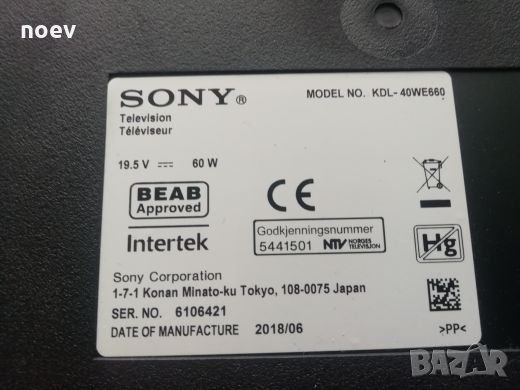 noev
SONY®
MODEL NO. KDL-40WE660
Television
Téléviseur
19.5 V ⎓ 60 W
BEAB
Approved
Intertek
CE
Godkjenningsnummer
5441501 NTV NORGES TELEVISJON
Hg
Sony Corporation
1-7-1 Konan Minato-ku Tokyo, 108-0075 Japan
SER. NO. 6106421
DATE OF MANUFACTURE 2018/06
>PP<
BAZAR